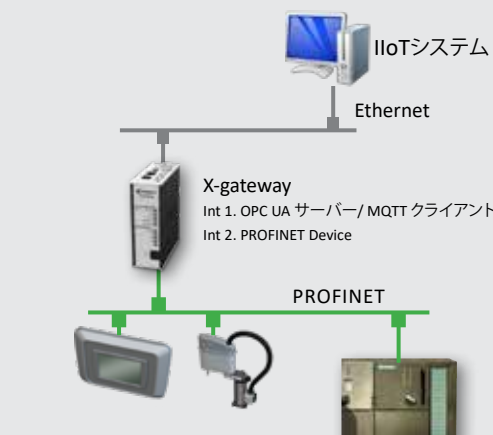 IIoTシステム
Ethernet
X-gateway
Int 1. OPC UA サーバー/ MQTT クライアント
Int 2. PROFINET Device
PROFINET